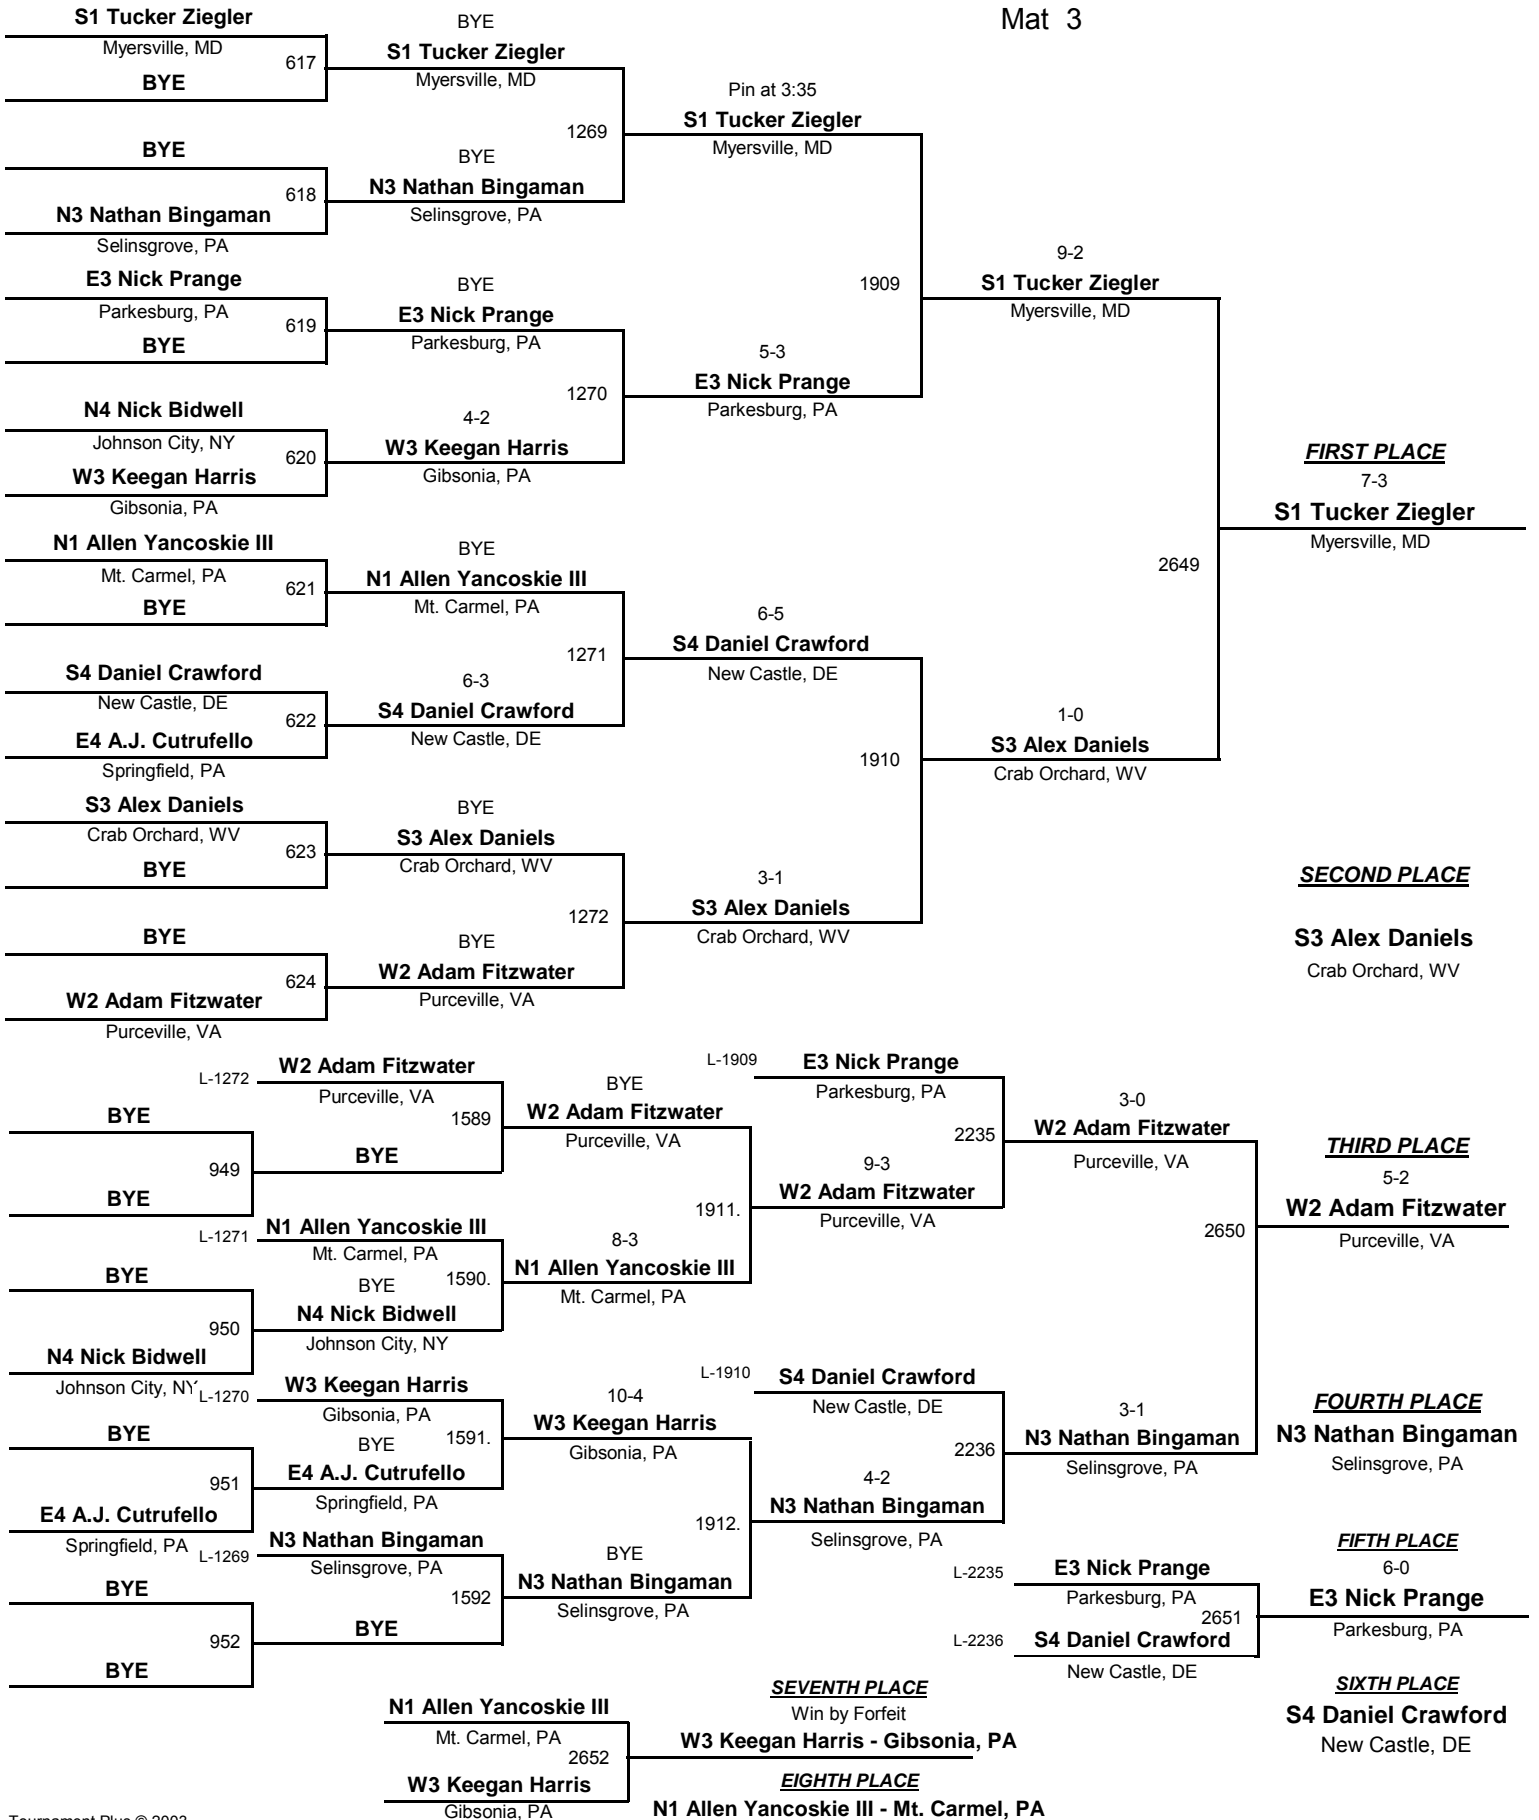 Mat 3
S1 Tucker Ziegler
Myersville, MD
617
BYE
BYE
618
N3 Nathan Bingaman
Selinsgrove, PA
E3 Nick Prange
Parkesburg, PA
619
BYE
N4 Nick Bidwell
Johnson City, NY
620
W3 Keegan Harris
Gibsonia, PA
N1 Allen Yancoskie III
Mt. Carmel, PA
621
BYE
S4 Daniel Crawford
New Castle, DE
622
E4 A.J. Cutrufello
Springfield, PA
S3 Alex Daniels
Crab Orchard, WV
623
BYE
BYE
624
W2 Adam Fitzwater
Purceville, VA
BYE
S1 Tucker Ziegler
Myersville, MD
1269
BYE
N3 Nathan Bingaman
Selinsgrove, PA
BYE
E3 Nick Prange
Parkesburg, PA
1270
4-2
W3 Keegan Harris
Gibsonia, PA
BYE
N1 Allen Yancoskie III
Mt. Carmel, PA
1271
6-3
S4 Daniel Crawford
New Castle, DE
BYE
S3 Alex Daniels
Crab Orchard, WV
1272
BYE
W2 Adam Fitzwater
Purceville, VA
Pin at 3:35
S1 Tucker Ziegler
Myersville, MD
1909
5-3
E3 Nick Prange
Parkesburg, PA
6-5
S4 Daniel Crawford
New Castle, DE
1910
3-1
S3 Alex Daniels
Crab Orchard, WV
9-2
S1 Tucker Ziegler
Myersville, MD
2649
1-0
S3 Alex Daniels
Crab Orchard, WV
FIRST PLACE
7-3
S1 Tucker Ziegler
Myersville, MD
SECOND PLACE
S3 Alex Daniels
Crab Orchard, WV
BYE
949
BYE
BYE
950
N4 Nick Bidwell
Johnson City, NY
BYE
951
E4 A.J. Cutrufello
Springfield, PA
BYE
952
BYE
L-1272
W2 Adam Fitzwater
Purceville, VA
1589
BYE
L-1271
N1 Allen Yancoskie III
Mt. Carmel, PA
BYE
1590.
N4 Nick Bidwell
Johnson City, NY
L-1270
W3 Keegan Harris
Gibsonia, PA
BYE
1591.
E4 A.J. Cutrufello
Springfield, PA
L-1269
N3 Nathan Bingaman
Selinsgrove, PA
1592
BYE
BYE
W2 Adam Fitzwater
Purceville, VA
1911.
8-3
N1 Allen Yancoskie III
Mt. Carmel, PA
10-4
W3 Keegan Harris
Gibsonia, PA
1912.
BYE
N3 Nathan Bingaman
Selinsgrove, PA
L-1909
E3 Nick Prange
Parkesburg, PA
2235
9-3
W2 Adam Fitzwater
Purceville, VA
L-1910
S4 Daniel Crawford
New Castle, DE
2236
4-2
N3 Nathan Bingaman
Selinsgrove, PA
3-0
W2 Adam Fitzwater
Purceville, VA
2650
3-1
N3 Nathan Bingaman
Selinsgrove, PA
THIRD PLACE
5-2
W2 Adam Fitzwater
Purceville, VA
FOURTH PLACE
N3 Nathan Bingaman
Selinsgrove, PA
L-2235
E3 Nick Prange
Parkesburg, PA
2651
L-2236
S4 Daniel Crawford
New Castle, DE
FIFTH PLACE
6-0
E3 Nick Prange
Parkesburg, PA
SIXTH PLACE
S4 Daniel Crawford
New Castle, DE
N1 Allen Yancoskie III
Mt. Carmel, PA
2652
W3 Keegan Harris
Gibsonia, PA
SEVENTH PLACE
Win by Forfeit
W3 Keegan Harris - Gibsonia, PA
EIGHTH PLACE
N1 Allen Yancoskie III - Mt. Carmel, PA
Tournament Plus © 2003